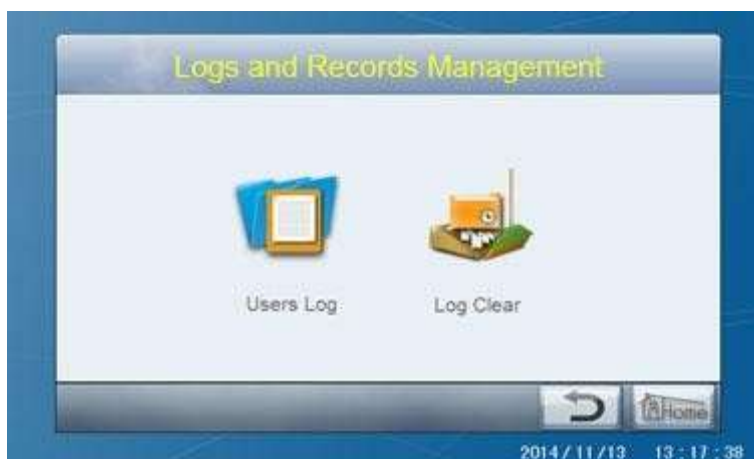 Logs and Records Management
Users Log
Log Clear
Home
2014/11/13 13:17:38